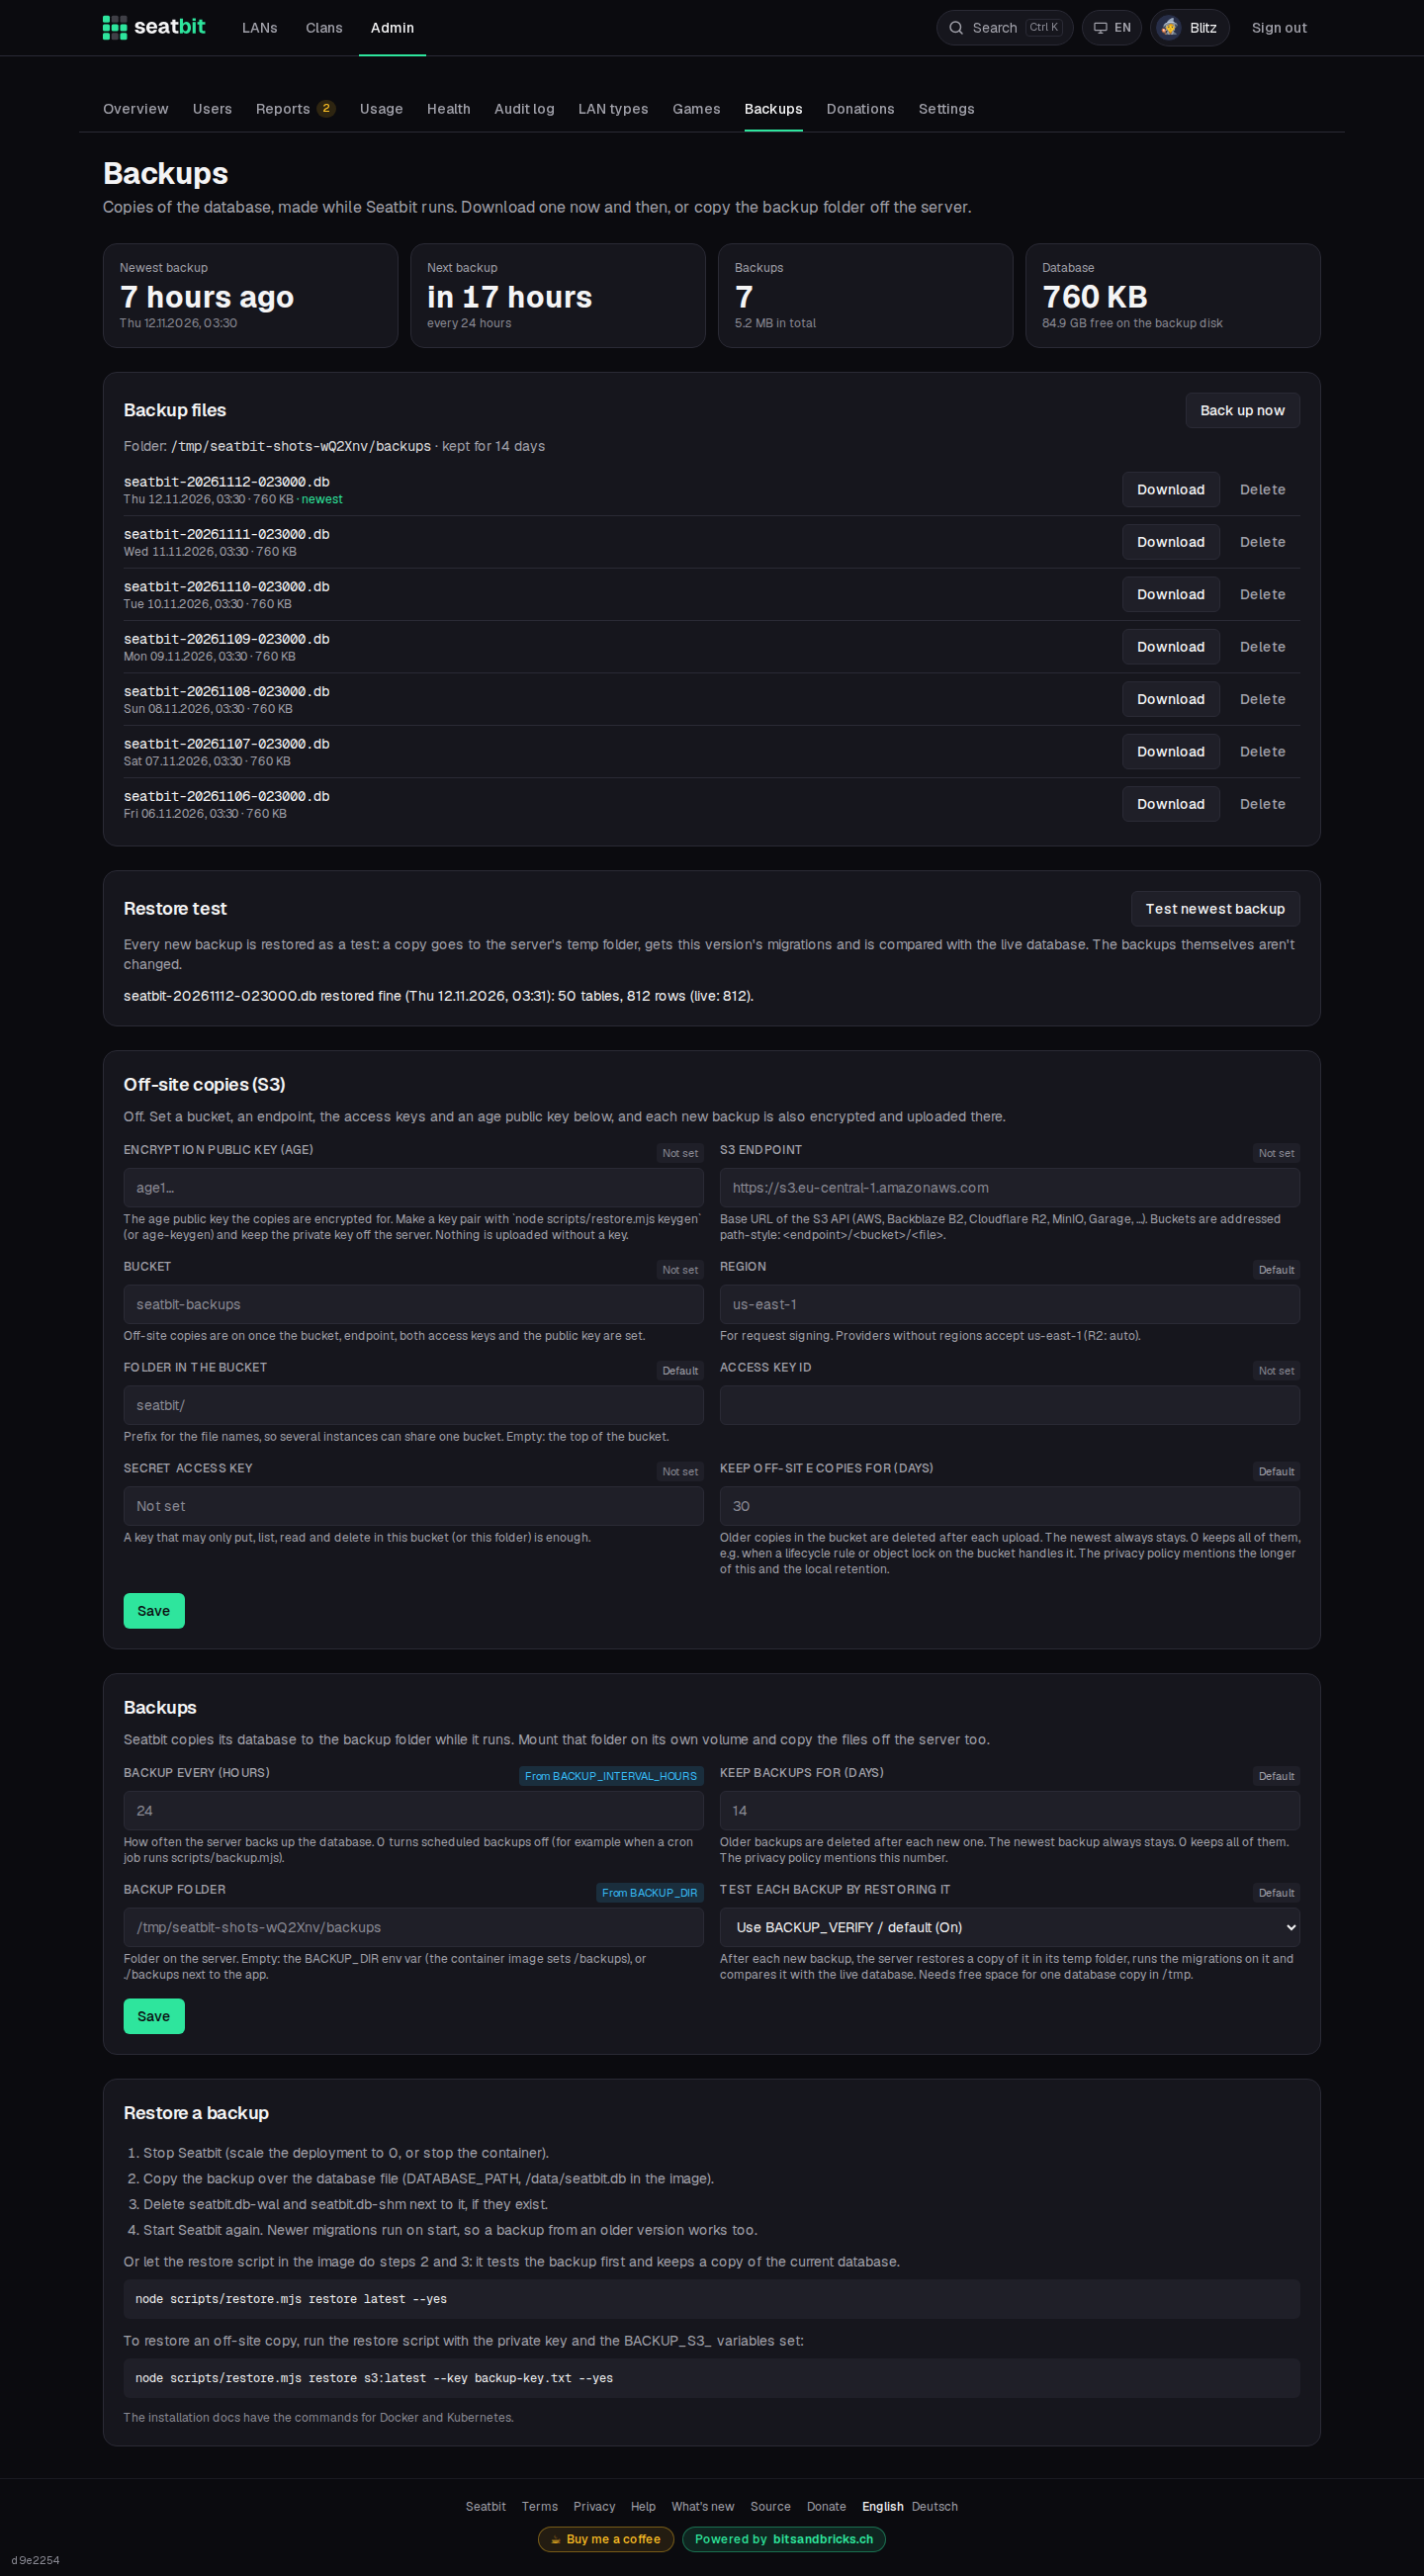 seatbit LANs Clans Admin Search Ctrl K EN Blitz Sign out
Overview Users Reports 2 Usage Health Audit log LAN types Games Backups Donations Settings
Backups
Copies of the database, made while Seatbit runs. Download one now and then, or copy the backup folder off the server.
Newest backup
7 hours ago
Thu 12.11.2026, 03:30
Next backup
in 17 hours
every 24 hours
Backups
7
5.2 MB in total
Database
760 KB
84.9 GB free on the backup disk
Backup files Back up now
Folder: /tmp/seatbit-shots-wQ2Xnv/backups · kept for 14 days
seatbit-20261112-023000.db
Thu 12.11.2026, 03:30 · 760 KB · newest
Download Delete
seatbit-20261111-023000.db
Wed 11.11.2026, 03:30 · 760 KB
Download Delete
seatbit-20261110-023000.db
Tue 10.11.2026, 03:30 · 760 KB
Download Delete
seatbit-20261109-023000.db
Mon 09.11.2026, 03:30 · 760 KB
Download Delete
seatbit-20261108-023000.db
Sun 08.11.2026, 03:30 · 760 KB
Download Delete
seatbit-20261107-023000.db
Sat 07.11.2026, 03:30 · 760 KB
Download Delete
seatbit-20261106-023000.db
Fri 06.11.2026, 03:30 · 760 KB
Download Delete
Restore test Test newest backup
Every new backup is restored as a test: a copy goes to the server's temp folder, gets this version's migrations and is compared with the live database. The backups themselves aren't
changed.
seatbit-20261112-023000.db restored fine (Thu 12.11.2026, 03:31): 50 tables, 812 rows (live: 812).
Off-site copies (S3)
Off. Set a bucket, an endpoint, the access keys and an age public key below, and each new backup is also encrypted and uploaded there.
ENCRYPTION PUBLIC KEY (AGE) Not set
age1…
The age public key the copies are encrypted for. Make a key pair with `node scripts/restore.mjs keygen`
(or age-keygen) and keep the private key off the server. Nothing is uploaded without a key.
S3 ENDPOINT Not set
https://s3.eu-central-1.amazonaws.com
Base URL of the S3 API (AWS, Backblaze B2, Cloudflare R2, MinIO, Garage, …). Buckets are addressed
path-style: <endpoint>/<bucket>/<file>.
BUCKET Not set
seatbit-backups
Off-site copies are on once the bucket, endpoint, both access keys and the public key are set.
REGION Default
us-east-1
For request signing. Providers without regions accept us-east-1 (R2: auto).
FOLDER IN THE BUCKET Default
seatbit/
Prefix for the file names, so several instances can share one bucket. Empty: the top of the bucket.
ACCESS KEY ID Not set
SECRET ACCESS KEY Not set
Not set
A key that may only put, list, read and delete in this bucket (or this folder) is enough.
KEEP OFF-SITE COPIES FOR (DAYS) Default
30
Older copies in the bucket are deleted after each upload. The newest always stays. 0 keeps all of them,
e.g. when a lifecycle rule or object lock on the bucket handles it. The privacy policy mentions the longer
of this and the local retention.
Save
Backups
Seatbit copies its database to the backup folder while it runs. Mount that folder on its own volume and copy the files off the server too.
BACKUP EVERY (HOURS) From BACKUP_INTERVAL_HOURS
24
How often the server backs up the database. 0 turns scheduled backups off (for example when a cron
job runs scripts/backup.mjs).
KEEP BACKUPS FOR (DAYS) Default
14
Older backups are deleted after each new one. The newest backup always stays. 0 keeps all of them.
The privacy policy mentions this number.
BACKUP FOLDER From BACKUP_DIR
/tmp/seatbit-shots-wQ2Xnv/backups
Folder on the server. Empty: the BACKUP_DIR env var (the container image sets /backups), or
./backups next to the app.
TEST EACH BACKUP BY RESTORING IT Default
Use BACKUP_VERIFY / default (On)
After each new backup, the server restores a copy of it in its temp folder, runs the migrations on it and
compares it with the live database. Needs free space for one database copy in /tmp.
Save
Restore a backup
1. Stop Seatbit (scale the deployment to 0, or stop the container).
2. Copy the backup over the database file (DATABASE_PATH, /data/seatbit.db in the image).
3. Delete seatbit.db-wal and seatbit.db-shm next to it, if they exist.
4. Start Seatbit again. Newer migrations run on start, so a backup from an older version works too.
Or let the restore script in the image do steps 2 and 3: it tests the backup first and keeps a copy of the current database.
node scripts/restore.mjs restore latest --yes
To restore an off-site copy, run the restore script with the private key and the BACKUP_S3_ variables set:
node scripts/restore.mjs restore s3:latest --key backup-key.txt --yes
The installation docs have the commands for Docker and Kubernetes.
Seatbit Terms Privacy Help What's new Source Donate English Deutsch
Buy me a coffee Powered by bitsandbricks.ch
d9e2254